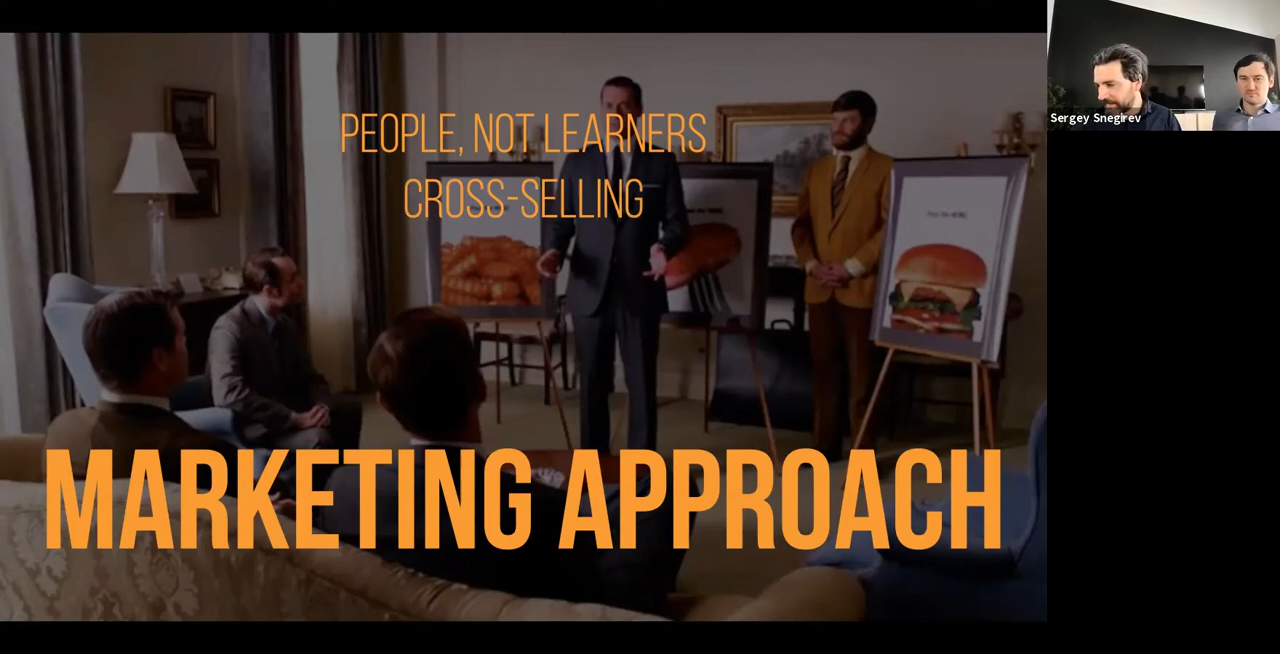 PEOPLE, NOT LEARNERS
CROSS-SELLING
MARKETING APPROACH
Sergey Snegirev